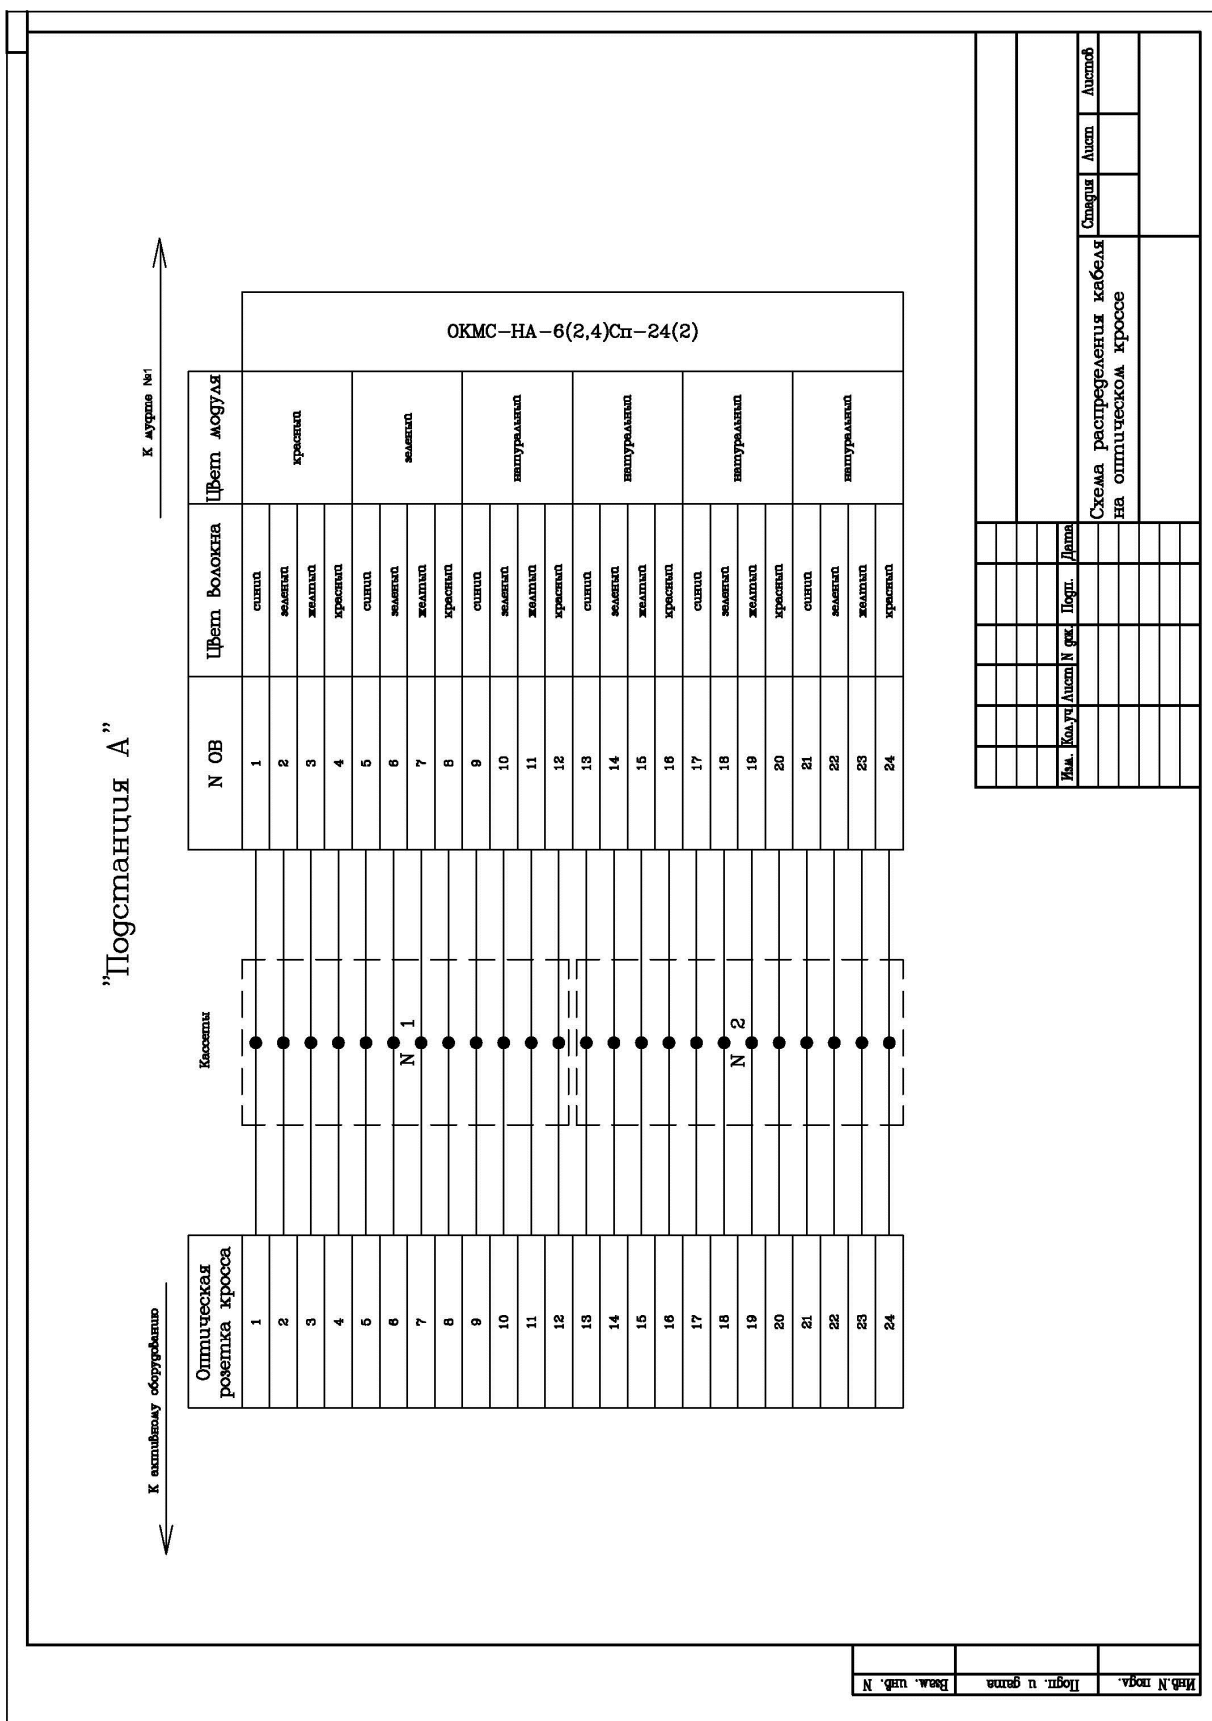 "Подстанция А"
К активному оборудованию
Кассеты
К муфте №1
Оптическая
розетка кросса
N ОВ
Цвет волокна
Цвет модуля
1
1
синий
2
2
зеленый
3
3
желтый
4
4
красный
красный
5
5
синий
6
6
зеленый
7
7
желтый
8
8
красный
зеленый
9
9
синий
10
10
зеленый
11
11
желтый
12
12
красный
натуральный
13
13
синий
14
14
зеленый
15
15
желтый
16
16
красный
натуральный
17
17
синий
18
18
зеленый
19
19
желтый
20
20
красный
натуральный
21
21
синий
22
22
зеленый
23
23
желтый
24
24
красный
натуральный
N 1
N 2
ОКМС-НА-6(2,4)Сп-24(2)
Изм. Кол.уч Лист N док. Подп. Дата
Схема распределения кабеля
на оптическом кроссе
Стадия Лист Листов
Взам. инв. N
Подп. и дата
Инв.N подл.